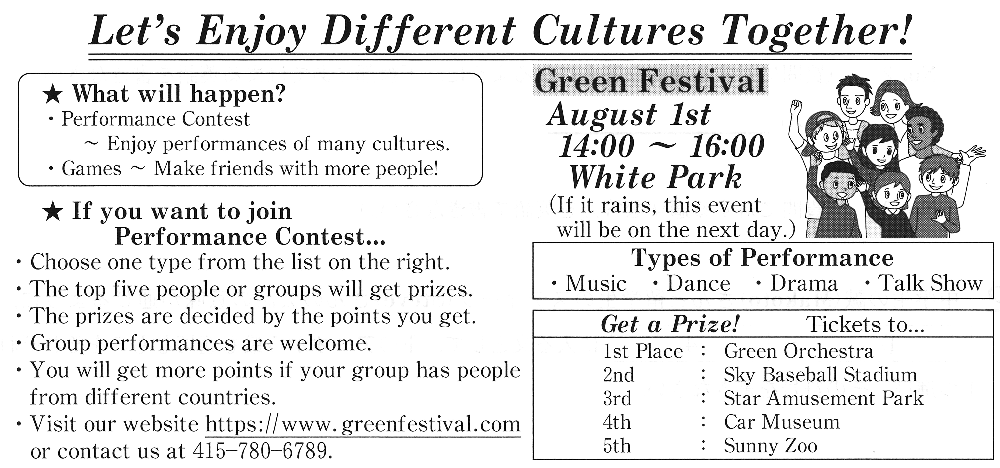 Let's Enjoy Different Cultures Together!
★ What will happen?
・Performance Contest
～ Enjoy performances of many cultures.
・Games ～ Make friends with more people!
★ If you want to join
Performance Contest...
・Choose one type from the list on the right.
・The top five people or groups will get prizes.
・The prizes are decided by the points you get.
・Group performances are welcome.
・You will get more points if your group has people
from different countries.
・Visit our website https://www.greenfestival.com
or contact us at 415-780-6789.
Green Festival
August 1st
14:00 ～ 16:00
White Park
(If it rains, this event
will be on the next day.)
Types of Performance
・Music ・Dance ・Drama ・Talk Show
Get a Prize! Tickets to...
1st Place : Green Orchestra
2nd : Sky Baseball Stadium
3rd : Star Amusement Park
4th : Car Museum
5th : Sunny Zoo